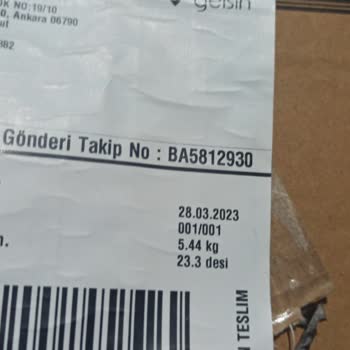 K NO:19/10
0, Ankara 06790
ut
gelsin
382
Gönderi Takip No : BA5812930
28.03.2023
001/001
n.
5.44 kg
23.3 desi
N TESLİM